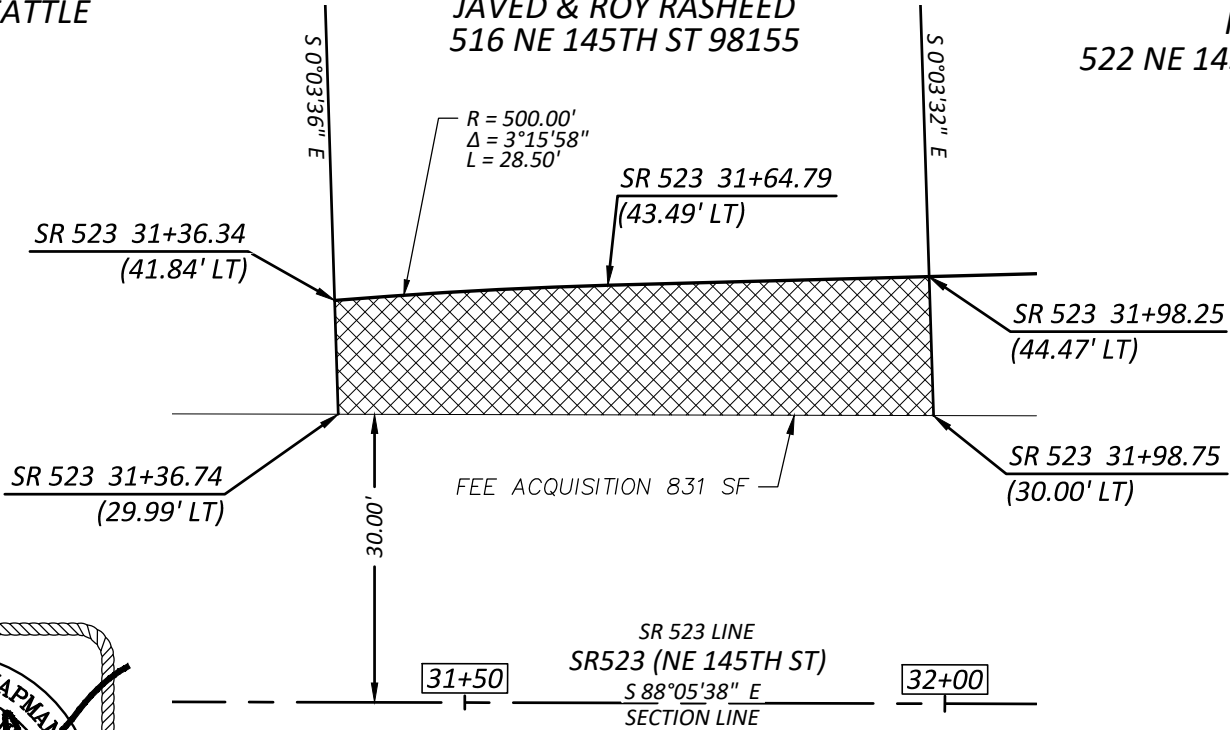 JAVED & ROY RASHEED
516 NE 145TH ST 98155
522 NE 14
S 0°03'36" E
S 0°03'32" E
R = 500.00'
Δ = 3°15'58"
L = 28.50'
SR 523 31+64.79
(43.49' LT)
SR 523 31+36.34
(41.84' LT)
SR 523 31+98.25
(44.47' LT)
SR 523 31+36.74
(29.99' LT)
FEE ACQUISITION 831 SF
SR 523 31+98.75
(30.00' LT)
30.00'
SR 523 LINE
SR523 (NE 145TH ST)
31+50
32+00
S 88°05'38" E
SECTION LINE
APMAN